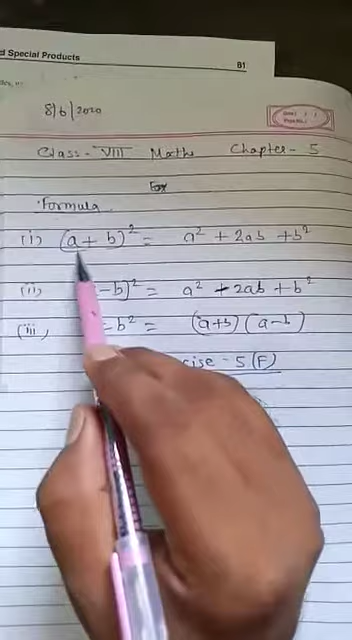 d Special Products 81
8/6/2020
Class - VIII Maths Chapter - 5
Formula
(i) (a + b)² = a² + 2ab + b²
(ii) - b)² = a² - 2ab + b²
(iii) - b² = (a+b) (a-b)
cise - 5 (F)